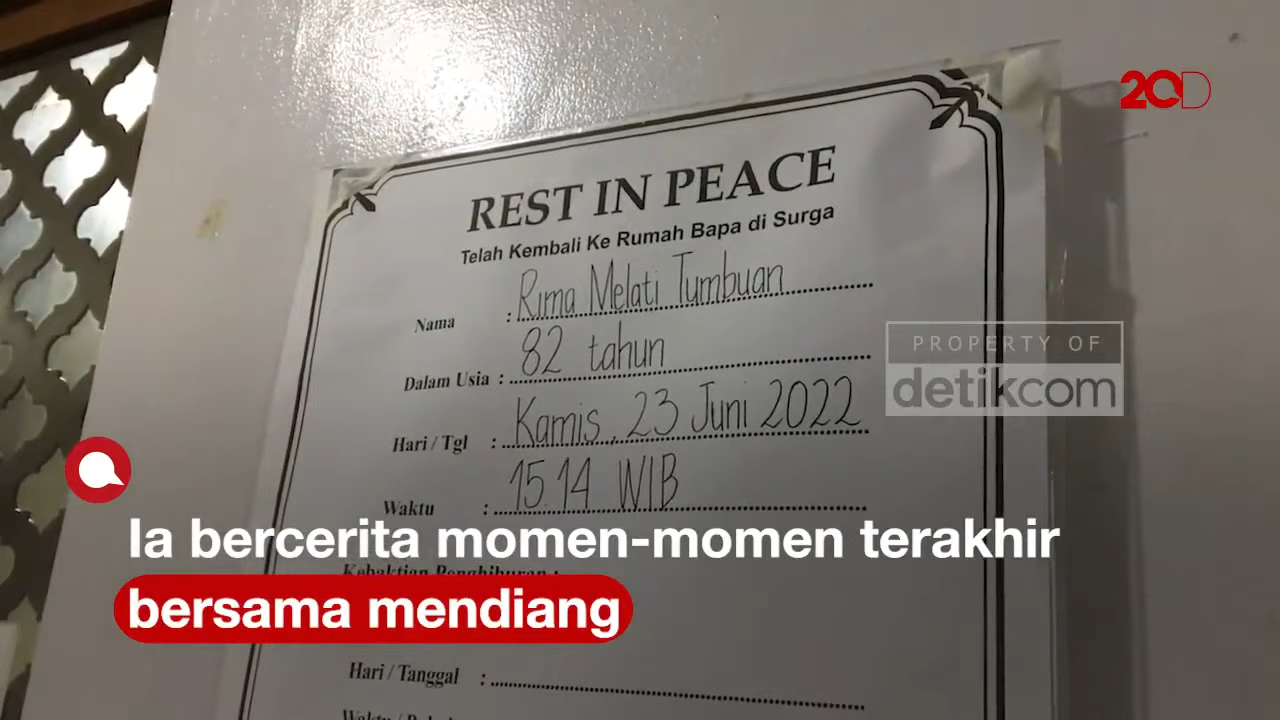 20D
REST IN PEACE
Telah Kembali Ke Rumah Bapa di Surga
Nama : Rima Melati Tumbuan
Dalam Usia : 82 tahun
Hari / Tgl : Kamis, 23 Juni 2022
Waktu : 15.14 WIB
PROPERTY OF
detikcom
Ia bercerita momen-momen terakhir
Kebaktian Penghiburan :
bersama mendiang
Hari / Tanggal :